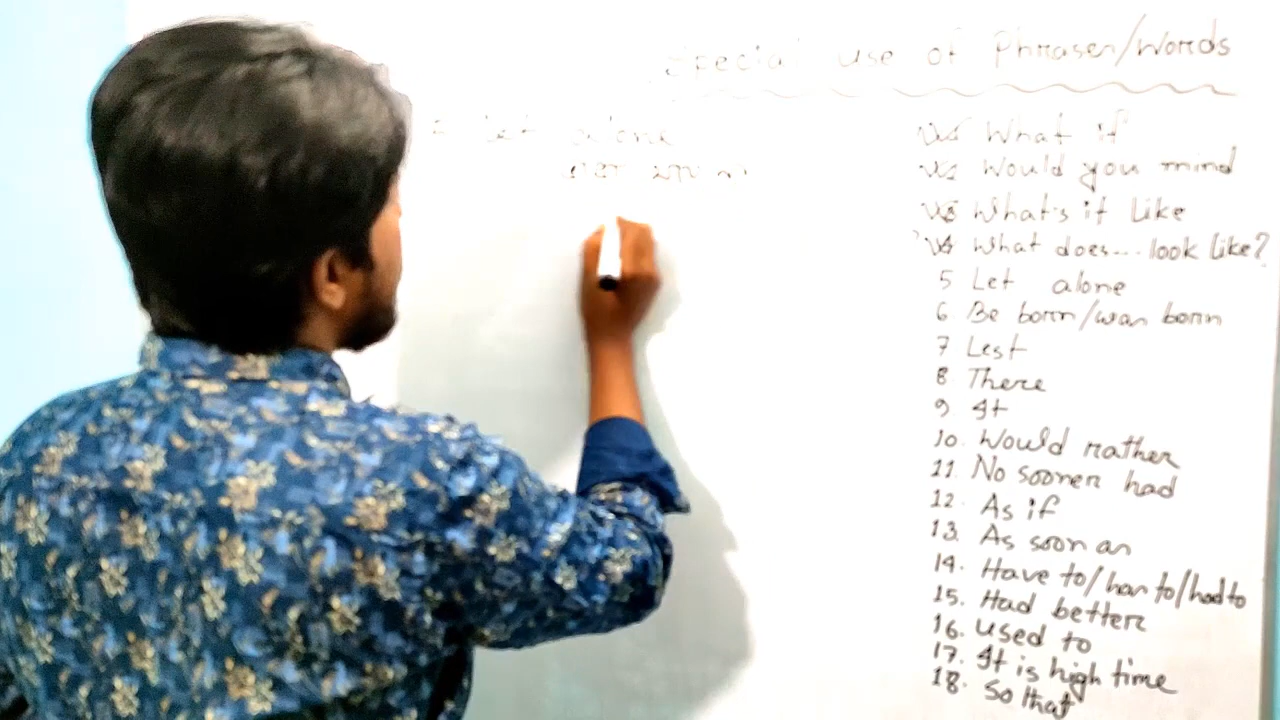 Special use of Phrases/Words
Let alone
1 What if
2 Would you mind
3 What's it Like
4 What does....look Like?
5 Let alone
6. Be born/was born
7 Lest
8. There
9. It
10. Would rather
11. No sooner had
12. As if
13. As soon as
14. Have to/has to/had to
15. Had better
16. Used to
17. It is high time
18. So that